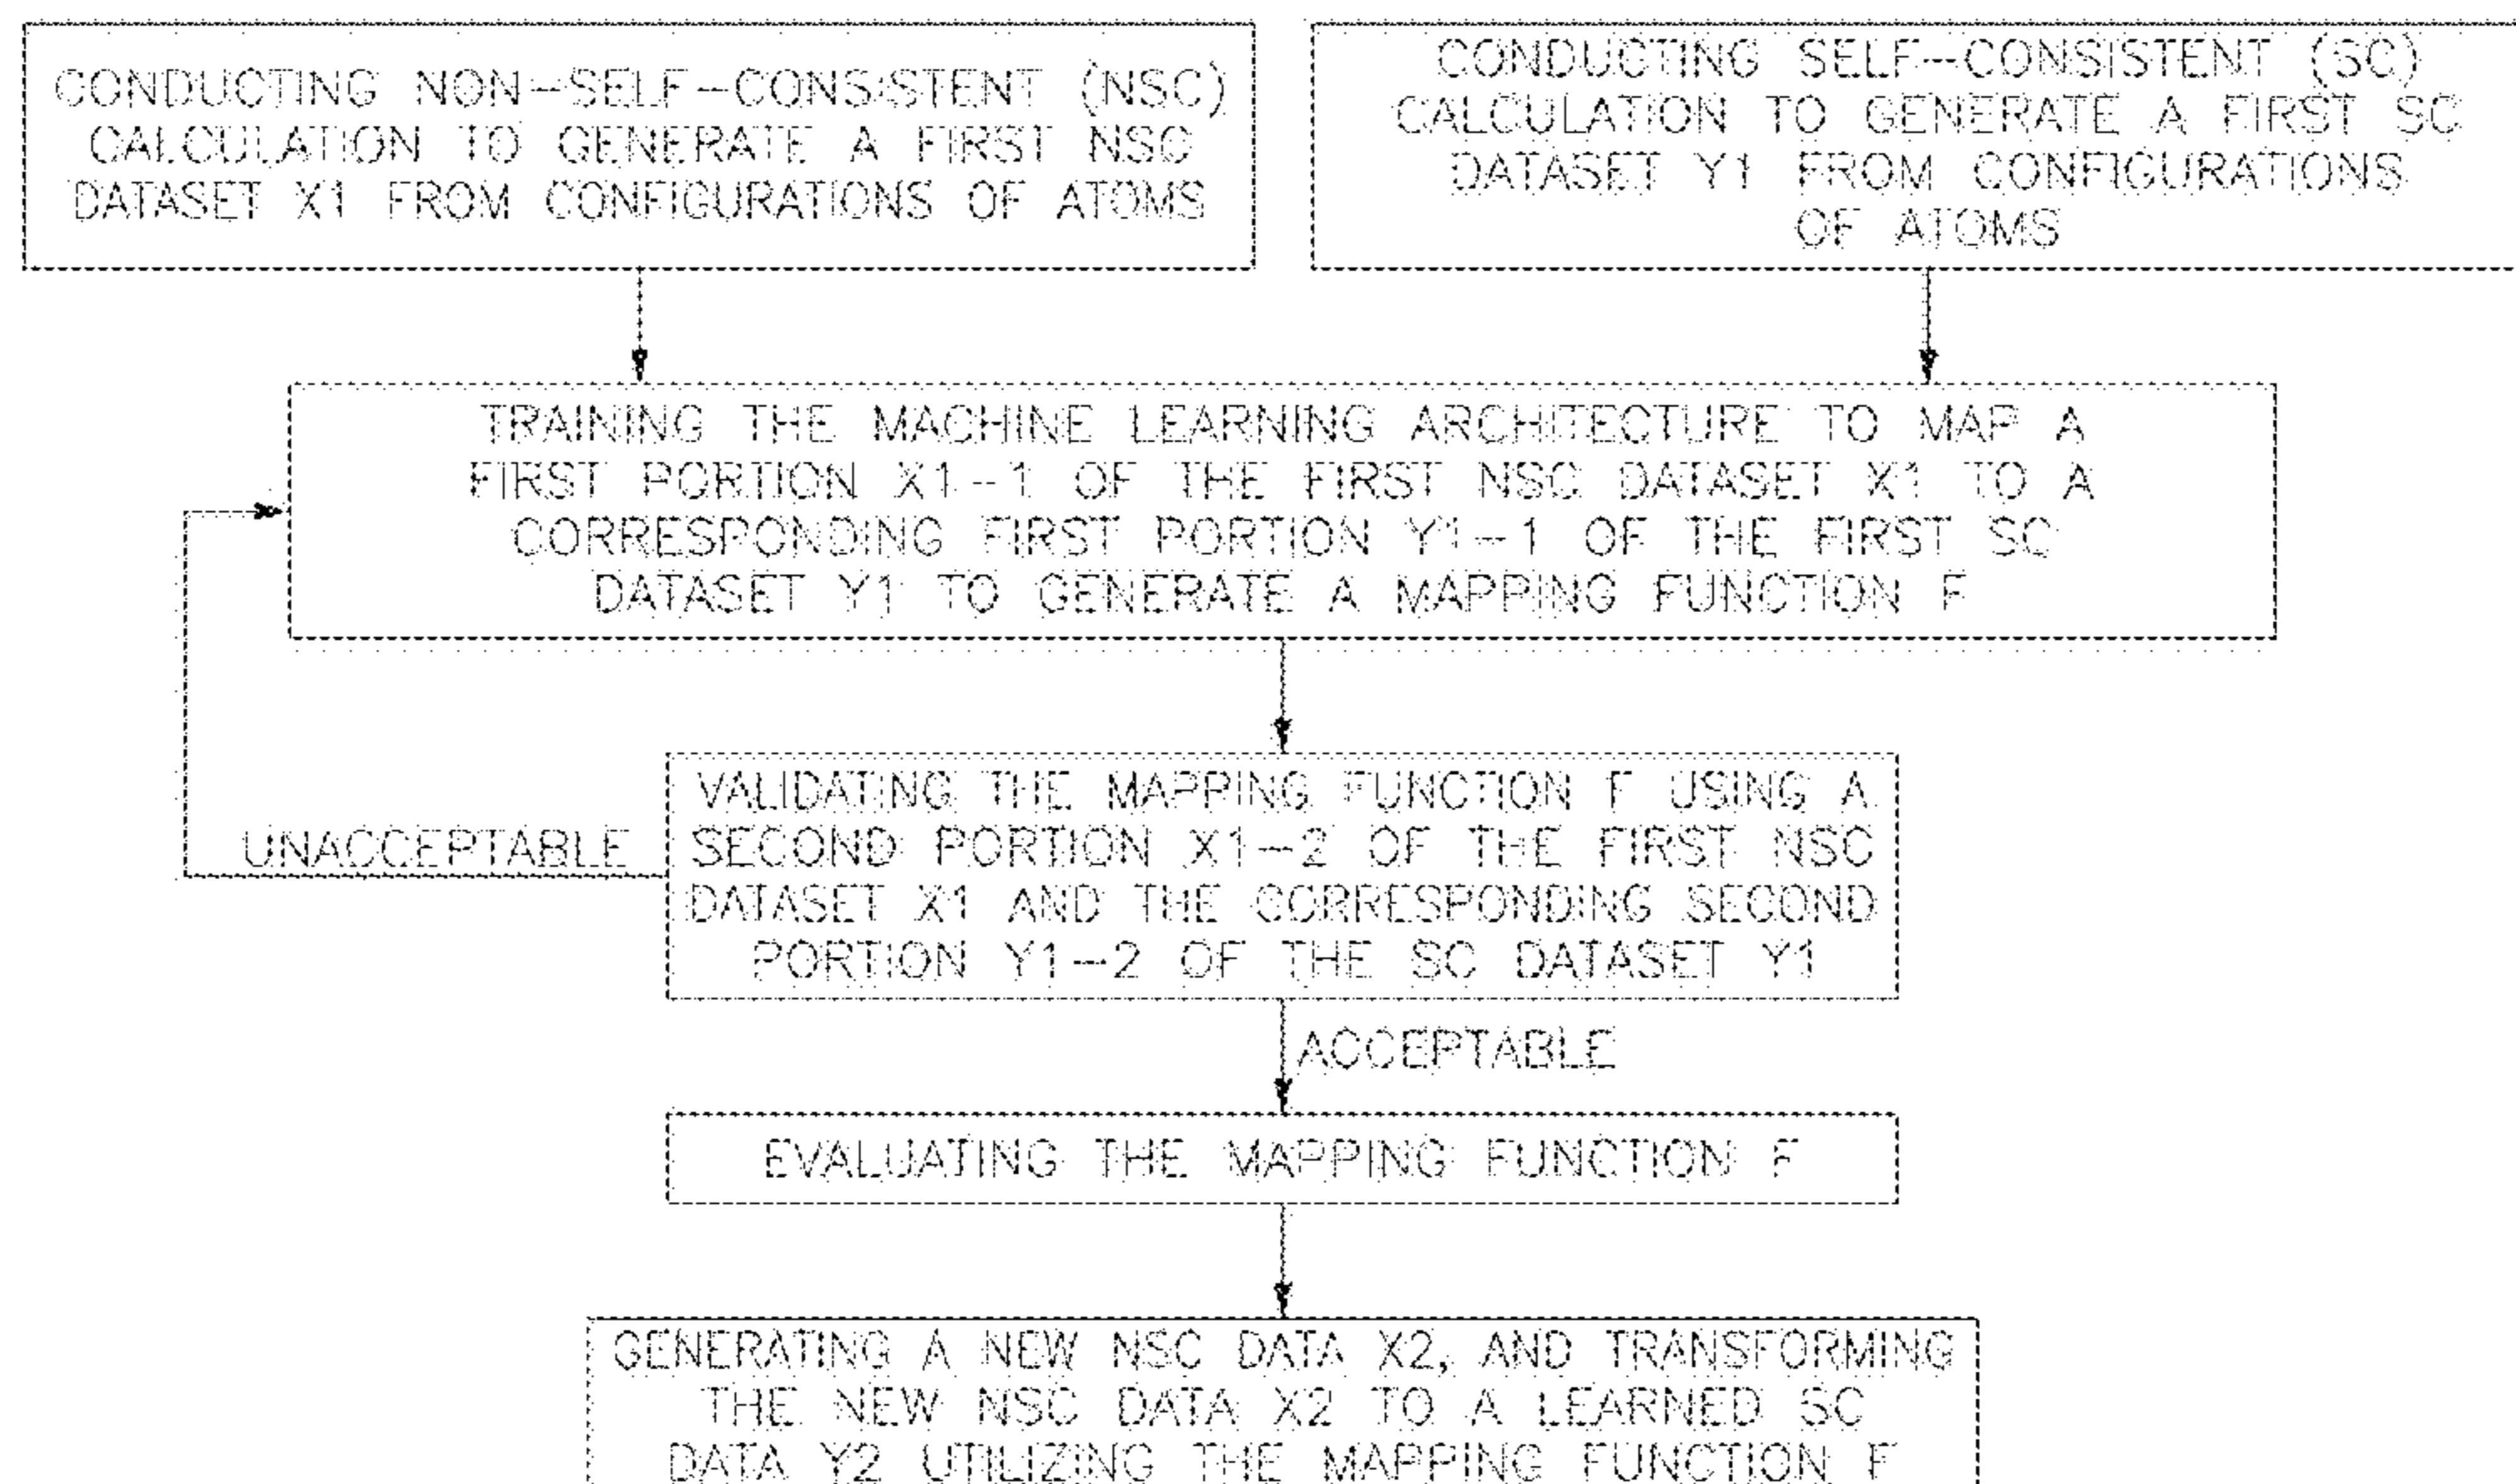 CONDUCTING NON-SELF-CONSISTENT (NSC)
CALCULATION TO GENERATE A FIRST NSC
DATASET X1 FROM CONFIGURATIONS OF ATOMS
CONDUCTING SELF-CONSISTENT (SC)
CALCULATION TO GENERATE A FIRST SC
DATASET Y1 FROM CONFIGURATIONS
OF ATOMS
TRAINING THE MACHINE LEARNING ARCHITECTURE TO MAP A
FIRST PORTION X1-1 OF THE FIRST NSC DATASET X1 TO A
CORRESPONDING FIRST PORTION Y1-1 OF THE FIRST SC
DATASET Y1 TO GENERATE A MAPPING FUNCTION F
VALIDATING THE MAPPING FUNCTION F USING A
SECOND PORTION X1-2 OF THE FIRST NSC
DATASET X1 AND THE CORRESPONDING SECOND
PORTION Y1-2 OF THE SC DATASET Y1
UNACCEPTABLE
ACCEPTABLE
EVALUATING THE MAPPING FUNCTION F
GENERATING A NEW NSC DATA X2, AND TRANSFORMING
THE NEW NSC DATA X2 TO A LEARNED SC
DATA Y2 UTILIZING THE MAPPING FUNCTION F